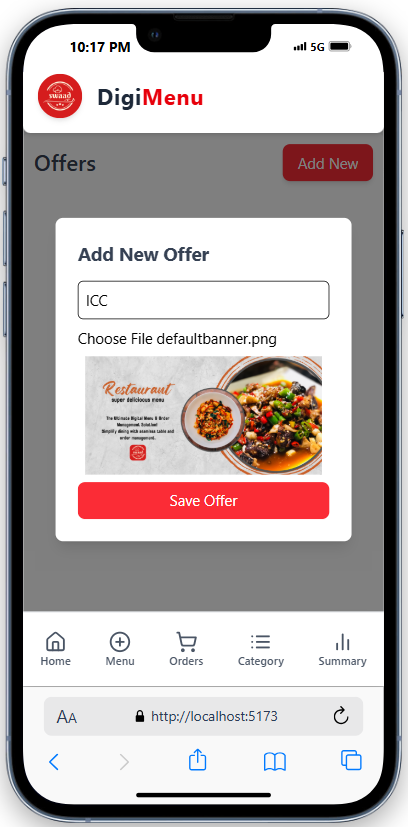 10:17 PM
5G
swaad
DigiMenu
Offers
Add New
Add New Offer
ICC
Choose File defaultbanner.png
Restaurant
super delicious menu
The Ultimate Digital Menu & Order
Management Solution!
Simplify dining with seamless table and
order management.
Save Offer
Home
Menu
Orders
Category
Summary
AA
http://localhost:5173